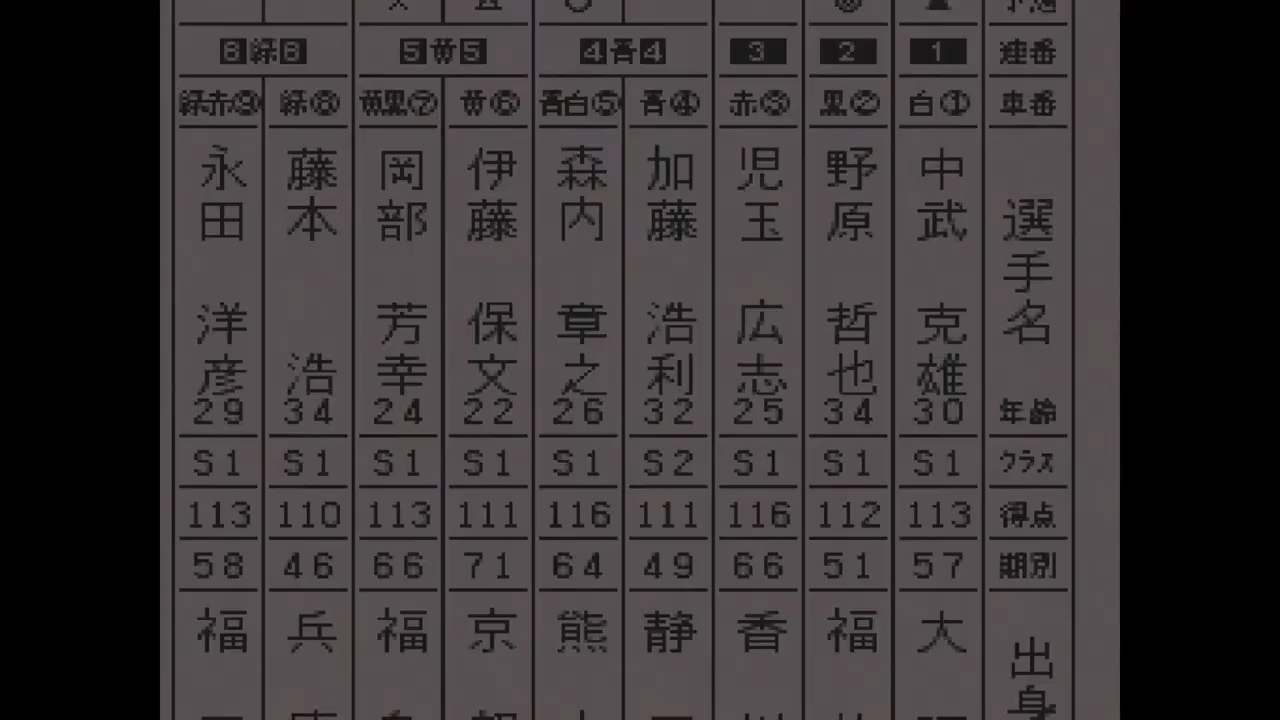 連番 1 2 3 4青4 5黄5 6緑6
車番 白① 黒② 赤③ 青④ 青白⑤ 黄⑥ 黄黒⑦ 緑⑧ 緑赤⑨
選手名 中武克雄 野原哲也 児玉広志 加藤浩利 森内章之 伊藤保文 岡部芳幸 藤本浩 永田洋彦
年齢 30 34 25 32 26 22 24 34 29
クラス S1 S1 S1 S2 S1 S1 S1 S1 S1
得点 113 112 116 111 116 111 113 110 113
期別 57 51 66 49 64 71 66 46 58
出身 大 福 香 静 熊 京 福 兵 福